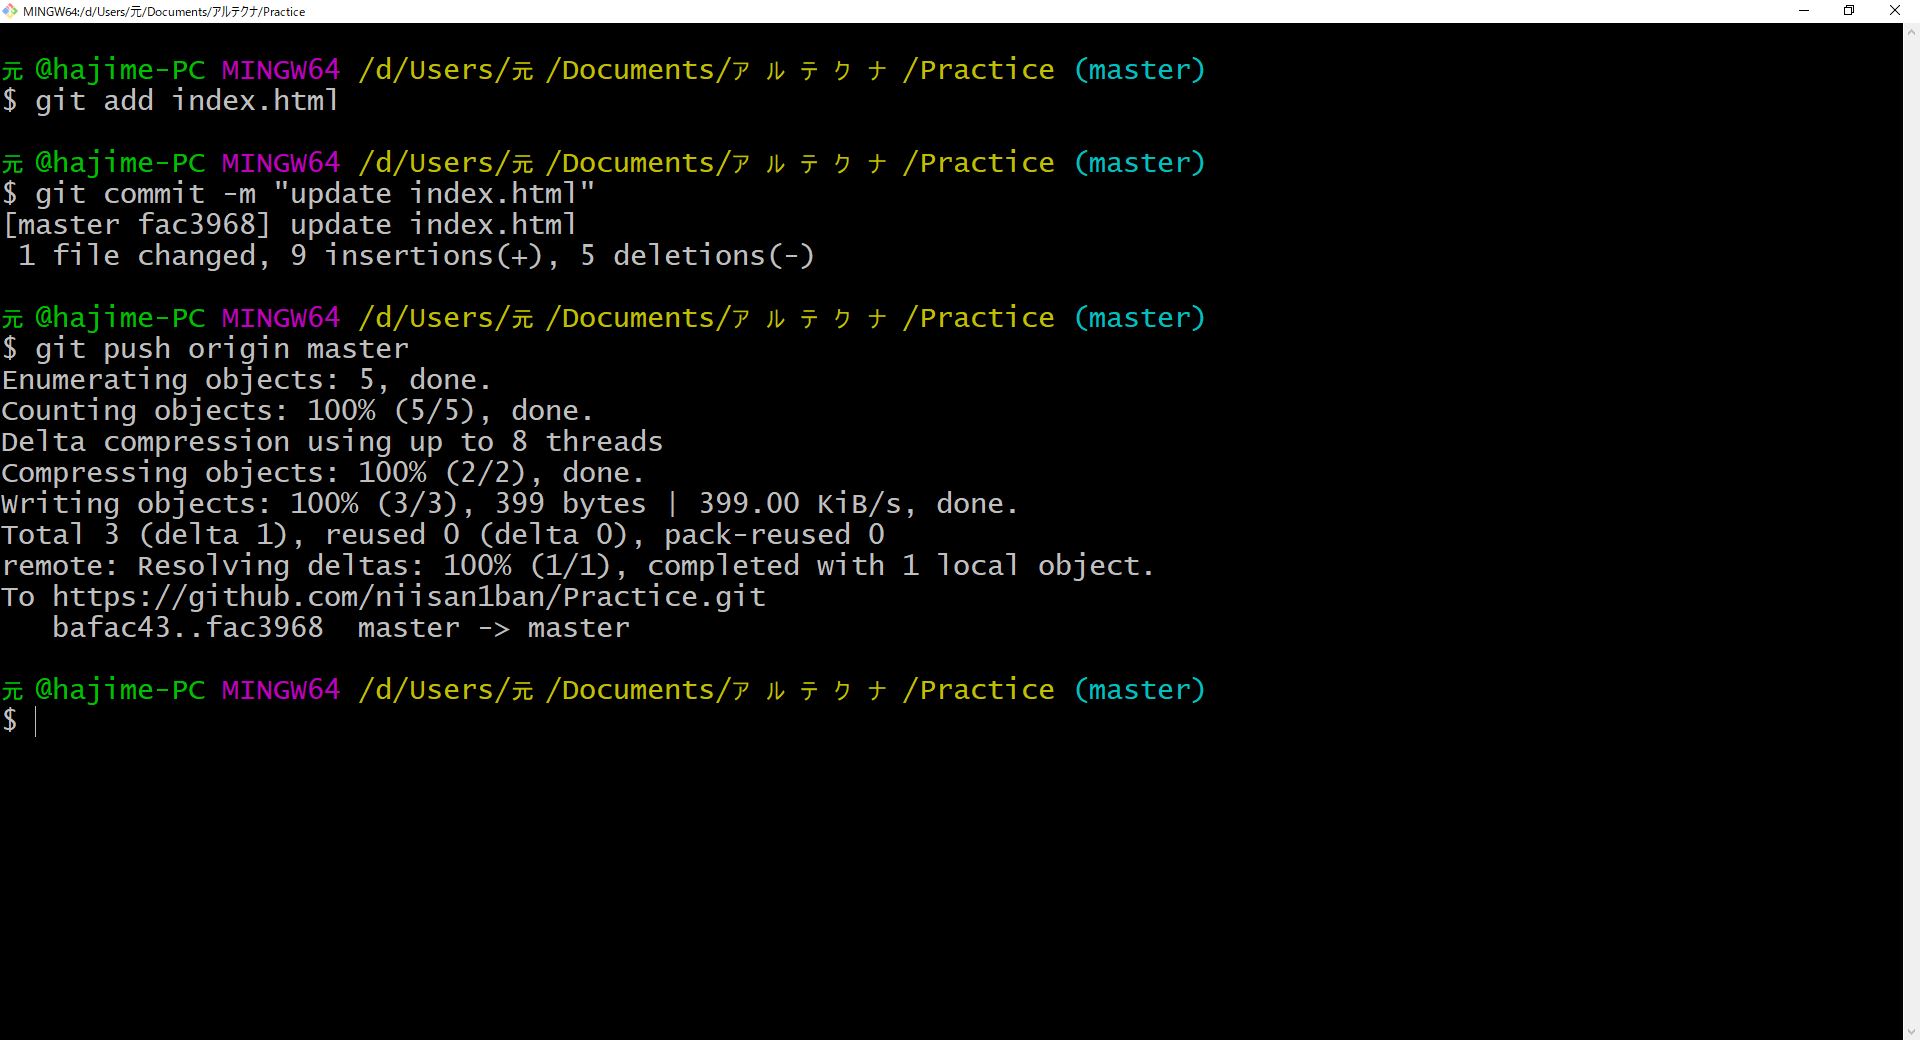 MINGW64:/d/Users/元/Documents/アルテクナ/Practice
元@hajime-PC MINGW64 /d/Users/元/Documents/アルテクナ/Practice (master)
$ git add index.html
元@hajime-PC MINGW64 /d/Users/元/Documents/アルテクナ/Practice (master)
$ git commit -m "update index.html"
[master fac3968] update index.html
 1 file changed, 9 insertions(+), 5 deletions(-)
元@hajime-PC MINGW64 /d/Users/元/Documents/アルテクナ/Practice (master)
$ git push origin master
Enumerating objects: 5, done.
Counting objects: 100% (5/5), done.
Delta compression using up to 8 threads
Compressing objects: 100% (2/2), done.
Writing objects: 100% (3/3), 399 bytes | 399.00 KiB/s, done.
Total 3 (delta 1), reused 0 (delta 0), pack-reused 0
remote: Resolving deltas: 100% (1/1), completed with 1 local object.
To https://github.com/niisan1ban/Practice.git
   bafac43..fac3968  master -> master
元@hajime-PC MINGW64 /d/Users/元/Documents/アルテクナ/Practice (master)
$